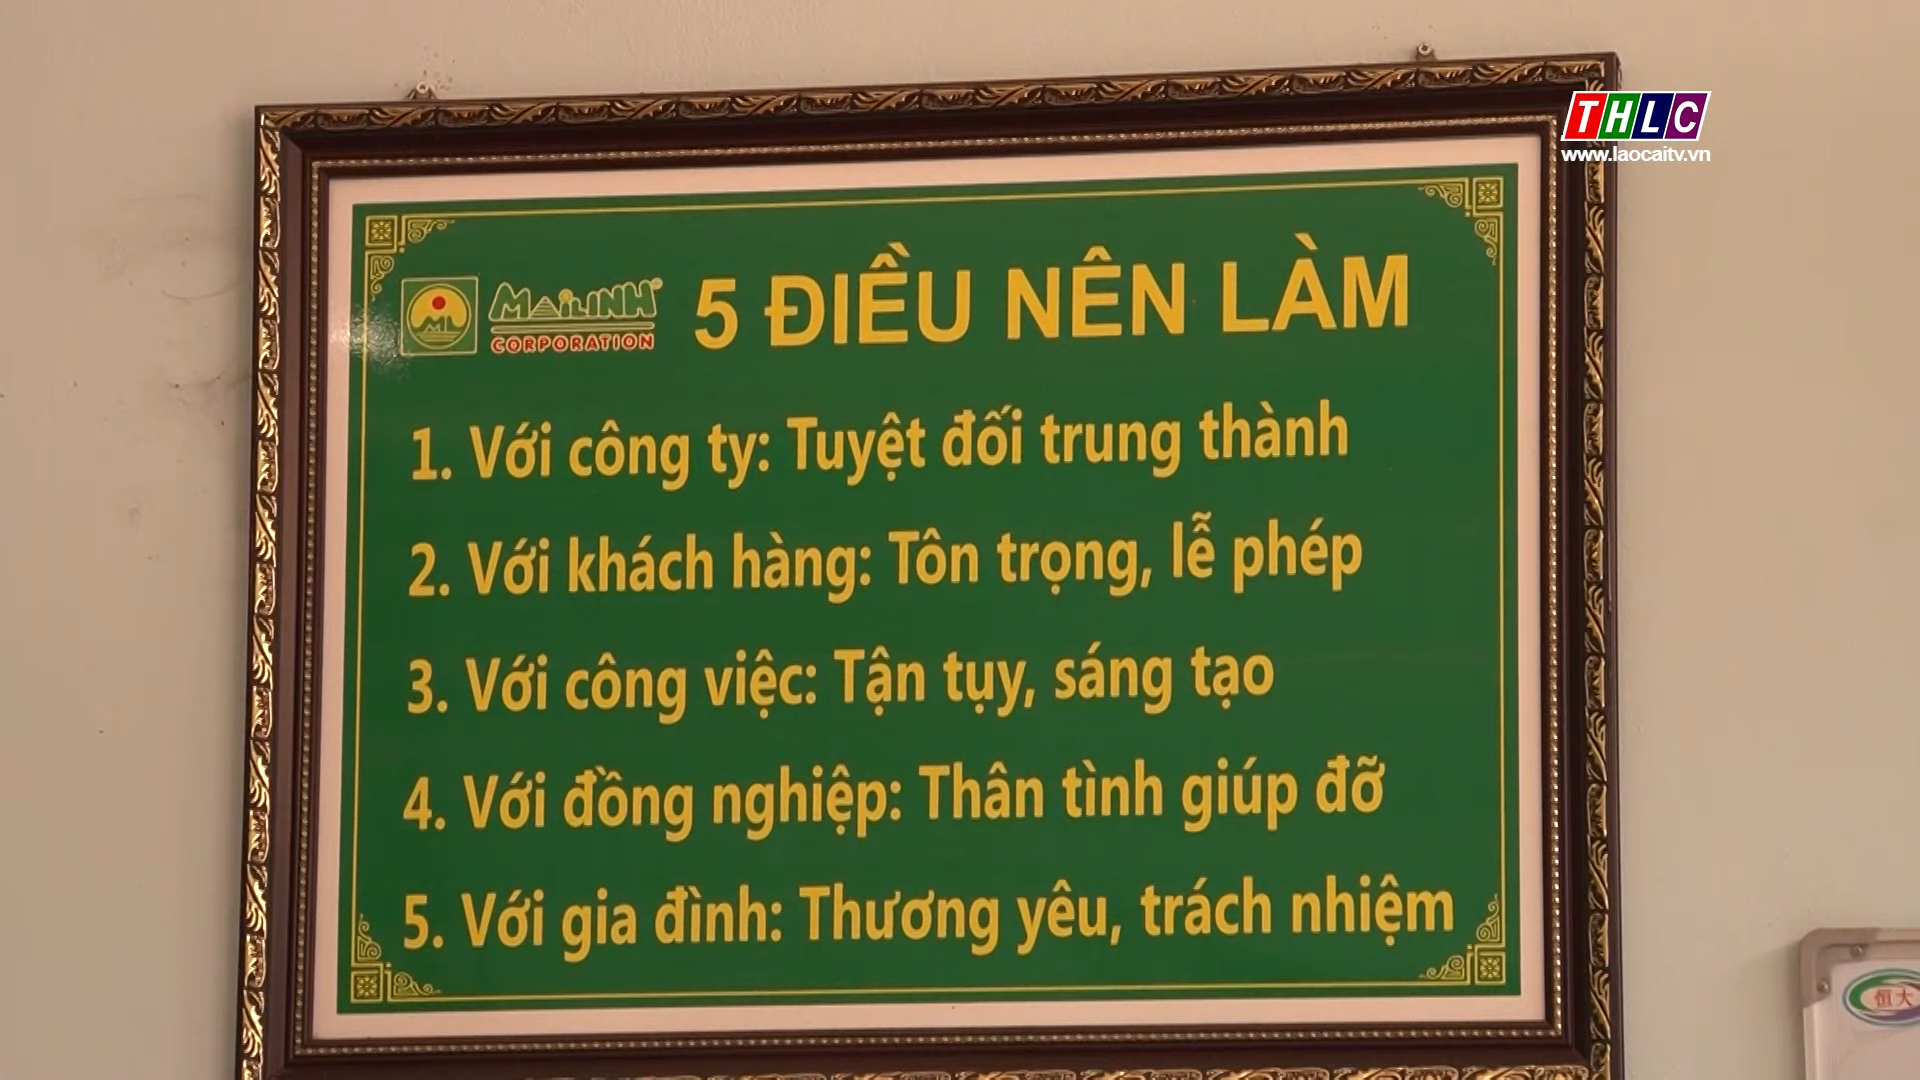 THLC
www.laocaitv.vn
ML
MAILINH
CORPORATION
5 ĐIỀU NÊN LÀM
1. Với công ty: Tuyệt đối trung thành
2. Với khách hàng: Tôn trọng, lễ phép
3. Với công việc: Tận tụy, sáng tạo
4. Với đồng nghiệp: Thân tình giúp đỡ
5. Với gia đình: Thương yêu, trách nhiệm
恒大